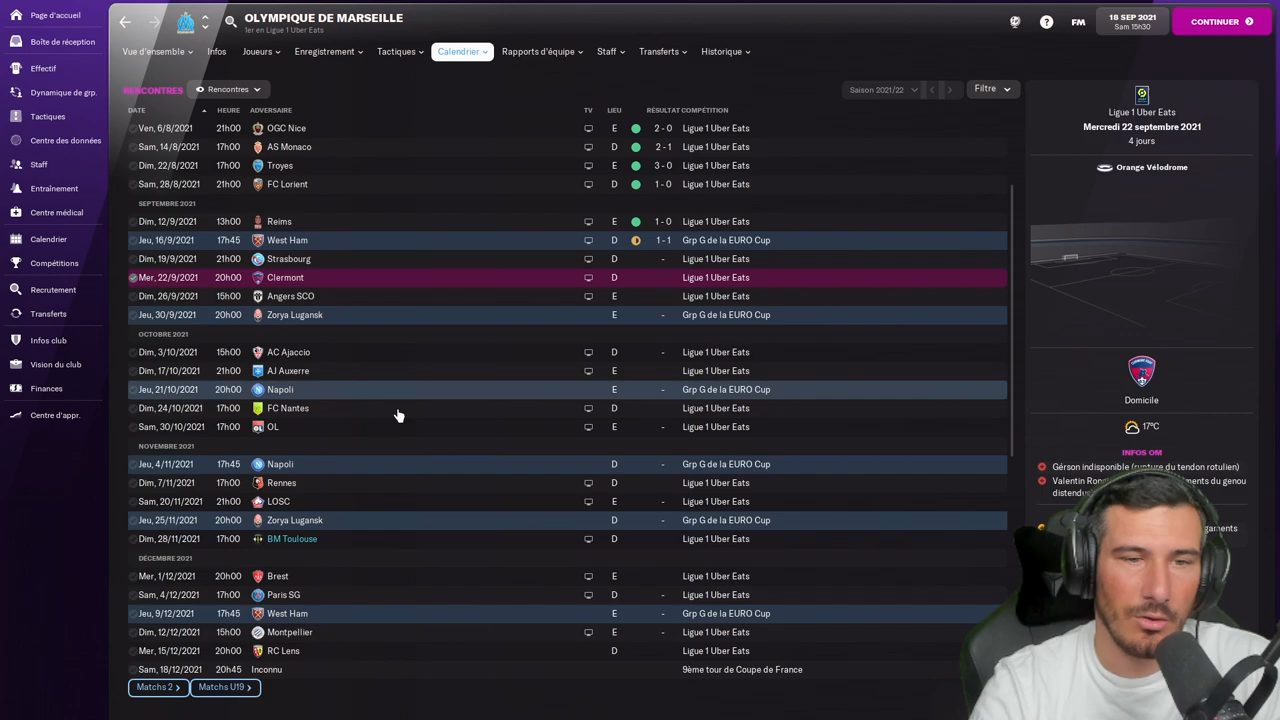 Page d'accueil
Boîte de réception
Effectif
Dynamique de grp.
Tactiques
Centre des données
Staff
Entraînement
Centre médical
Calendrier
Compétitions
Recrutement
Transferts
Infos club
Vision du club
Finances
Centre d'appr.
OLYMPIQUE DE MARSEILLE
1er en Ligue 1 Uber Eats
FM
18 SEP 2021
Sam 15h30
CONTINUER
Vue d'ensemble Infos Joueurs Enregistrement Tactiques Calendrier Rapports d'équipe Staff Transferts Historique
RENCONTRES Rencontres Saison 2021/22 Filtre
DATE HEURE ADVERSAIRE TV LIEU RÉSULTAT COMPÉTITION
Ven, 6/8/2021 21h00 OGC Nice E 2 - 0 Ligue 1 Uber Eats
Sam, 14/8/2021 17h00 AS Monaco D 2 - 1 Ligue 1 Uber Eats
Dim, 22/8/2021 17h00 Troyes E 3 - 0 Ligue 1 Uber Eats
Sam, 28/8/2021 21h00 FC Lorient D 1 - 0 Ligue 1 Uber Eats
SEPTEMBRE 2021
Dim, 12/9/2021 13h00 Reims E 1 - 0 Ligue 1 Uber Eats
Jeu, 16/9/2021 17h45 West Ham D 1 - 1 Grp G de la EURO Cup
Dim, 19/9/2021 21h00 Strasbourg D - Ligue 1 Uber Eats
Mer, 22/9/2021 20h00 Clermont D Ligue 1 Uber Eats
Dim, 26/9/2021 15h00 Angers SCO E Ligue 1 Uber Eats
Jeu, 30/9/2021 20h00 Zorya Lugansk E - Grp G de la EURO Cup
OCTOBRE 2021
Dim, 3/10/2021 15h00 AC Ajaccio D - Ligue 1 Uber Eats
Dim, 17/10/2021 21h00 AJ Auxerre E - Ligue 1 Uber Eats
Jeu, 21/10/2021 20h00 Napoli E - Grp G de la EURO Cup
Dim, 24/10/2021 17h00 FC Nantes D - Ligue 1 Uber Eats
Sam, 30/10/2021 17h00 OL E - Ligue 1 Uber Eats
NOVEMBRE 2021
Jeu, 4/11/2021 17h45 Napoli D - Grp G de la EURO Cup
Dim, 7/11/2021 17h00 Rennes D - Ligue 1 Uber Eats
Sam, 20/11/2021 21h00 LOSC E - Ligue 1 Uber Eats
Jeu, 25/11/2021 20h00 Zorya Lugansk D - Grp G de la EURO Cup
Dim, 28/11/2021 17h00 BM Toulouse D - Ligue 1 Uber Eats
DÉCEMBRE 2021
Mer, 1/12/2021 20h00 Brest E - Ligue 1 Uber Eats
Sam, 4/12/2021 17h00 Paris SG D - Ligue 1 Uber Eats
Jeu, 9/12/2021 17h45 West Ham E - Grp G de la EURO Cup
Dim, 12/12/2021 15h00 Montpellier E - Ligue 1 Uber Eats
Mer, 15/12/2021 20h00 RC Lens D - Ligue 1 Uber Eats
Sam, 18/12/2021 20h45 Inconnu 9ème tour de Coupe de France
Matchs 2 Matchs U19
Ligue 1 Uber Eats
Mercredi 22 septembre 2021
4 jours
Orange Vélodrome
Domicile
17°C
INFOS OM
Gérson indisponible (rupture du tendon rotulien)
Valentin du genou